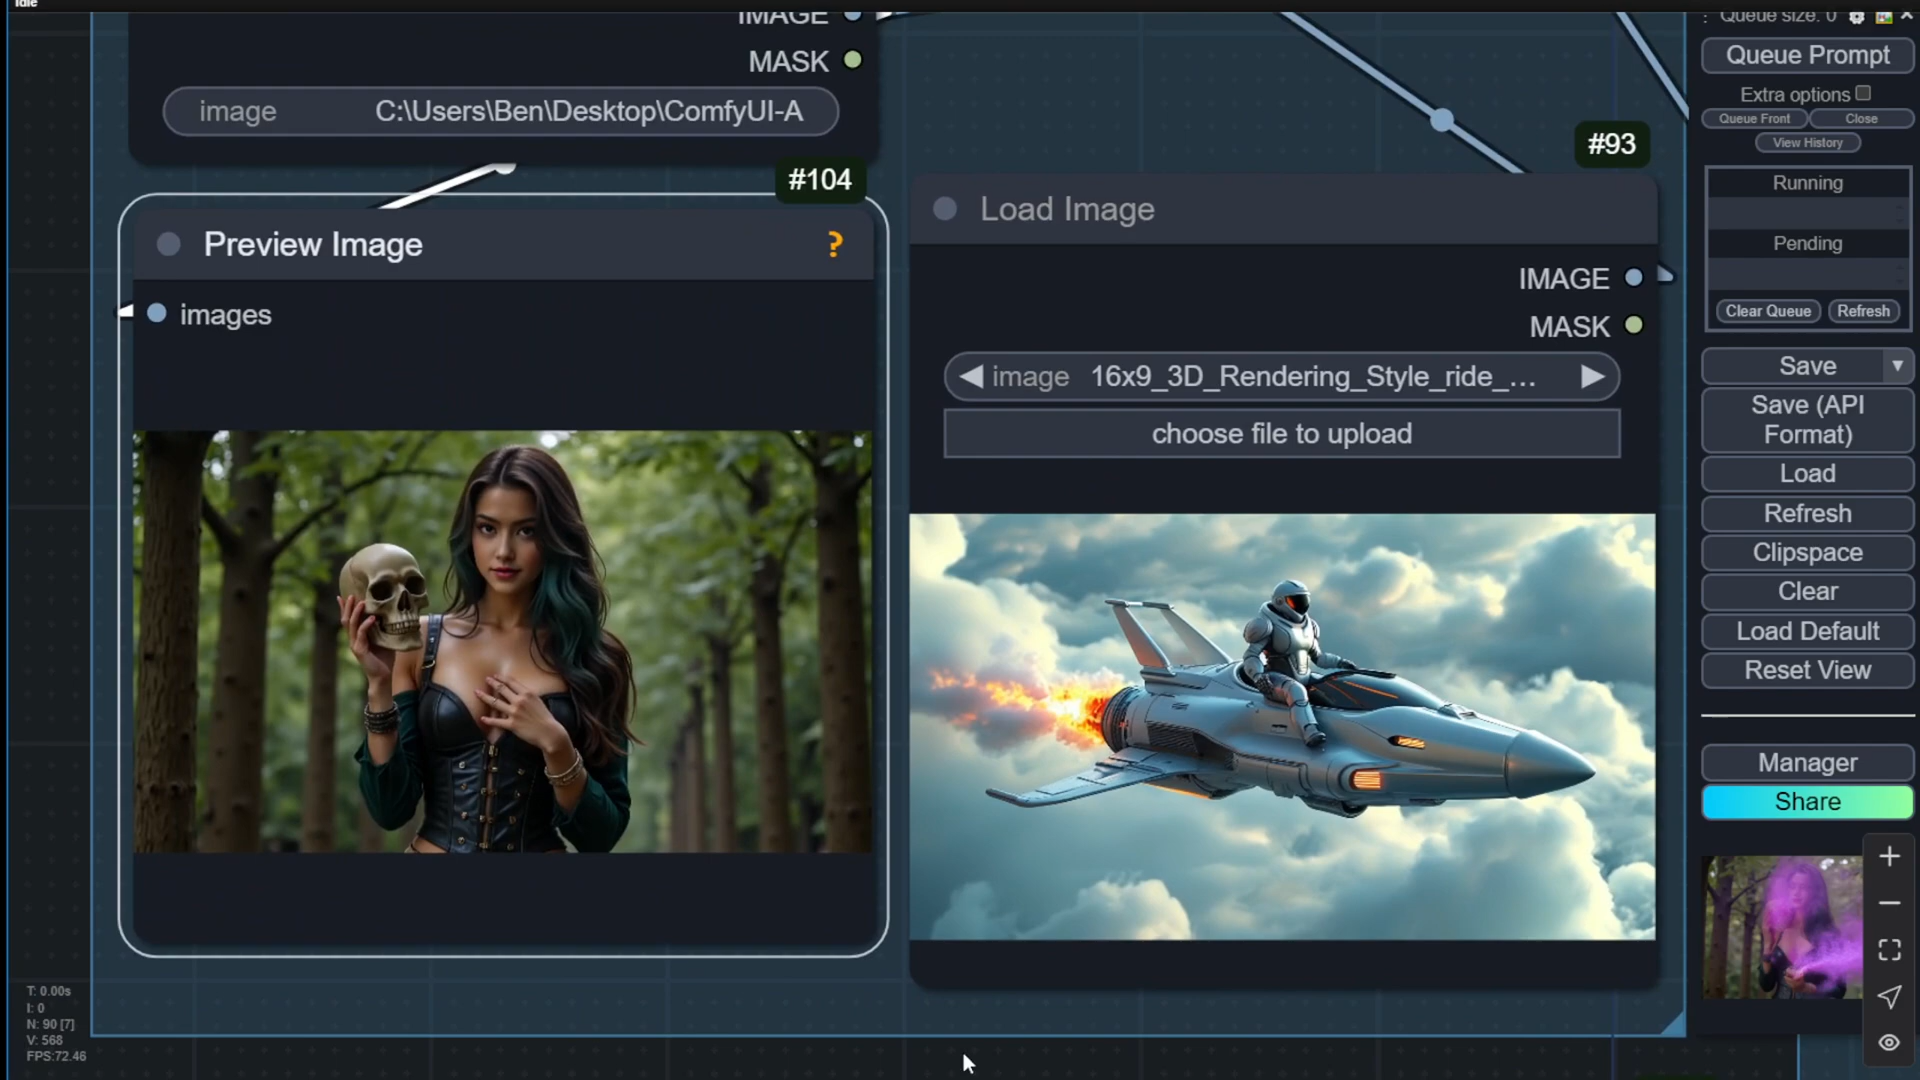 Idle
IMAGE
MASK
image C:\Users\Ben\Desktop\ComfyUI-A
#104
Preview Image ?
images
#93
Load Image
IMAGE
MASK
image 16x9_3D_Rendering_Style_ride_...
choose file to upload
Queue size: 0
Queue Prompt
Extra options
Queue Front Close
View History
Running
Pending
Clear Queue Refresh
Save
Save (API
Format)
Load
Refresh
Clipspace
Clear
Load Default
Reset View
Manager
Share
T: 0.00s
I: 0
N: 90 [7]
V: 568
FPS:72.46